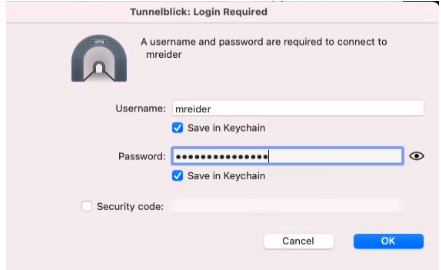 Tunnelblick: Login Required
VPN
A username and password are required to connect to
mreider
Username: mreider
Save in Keychain
Password: •••••••••••••••
Save in Keychain
Security code:
Cancel OK